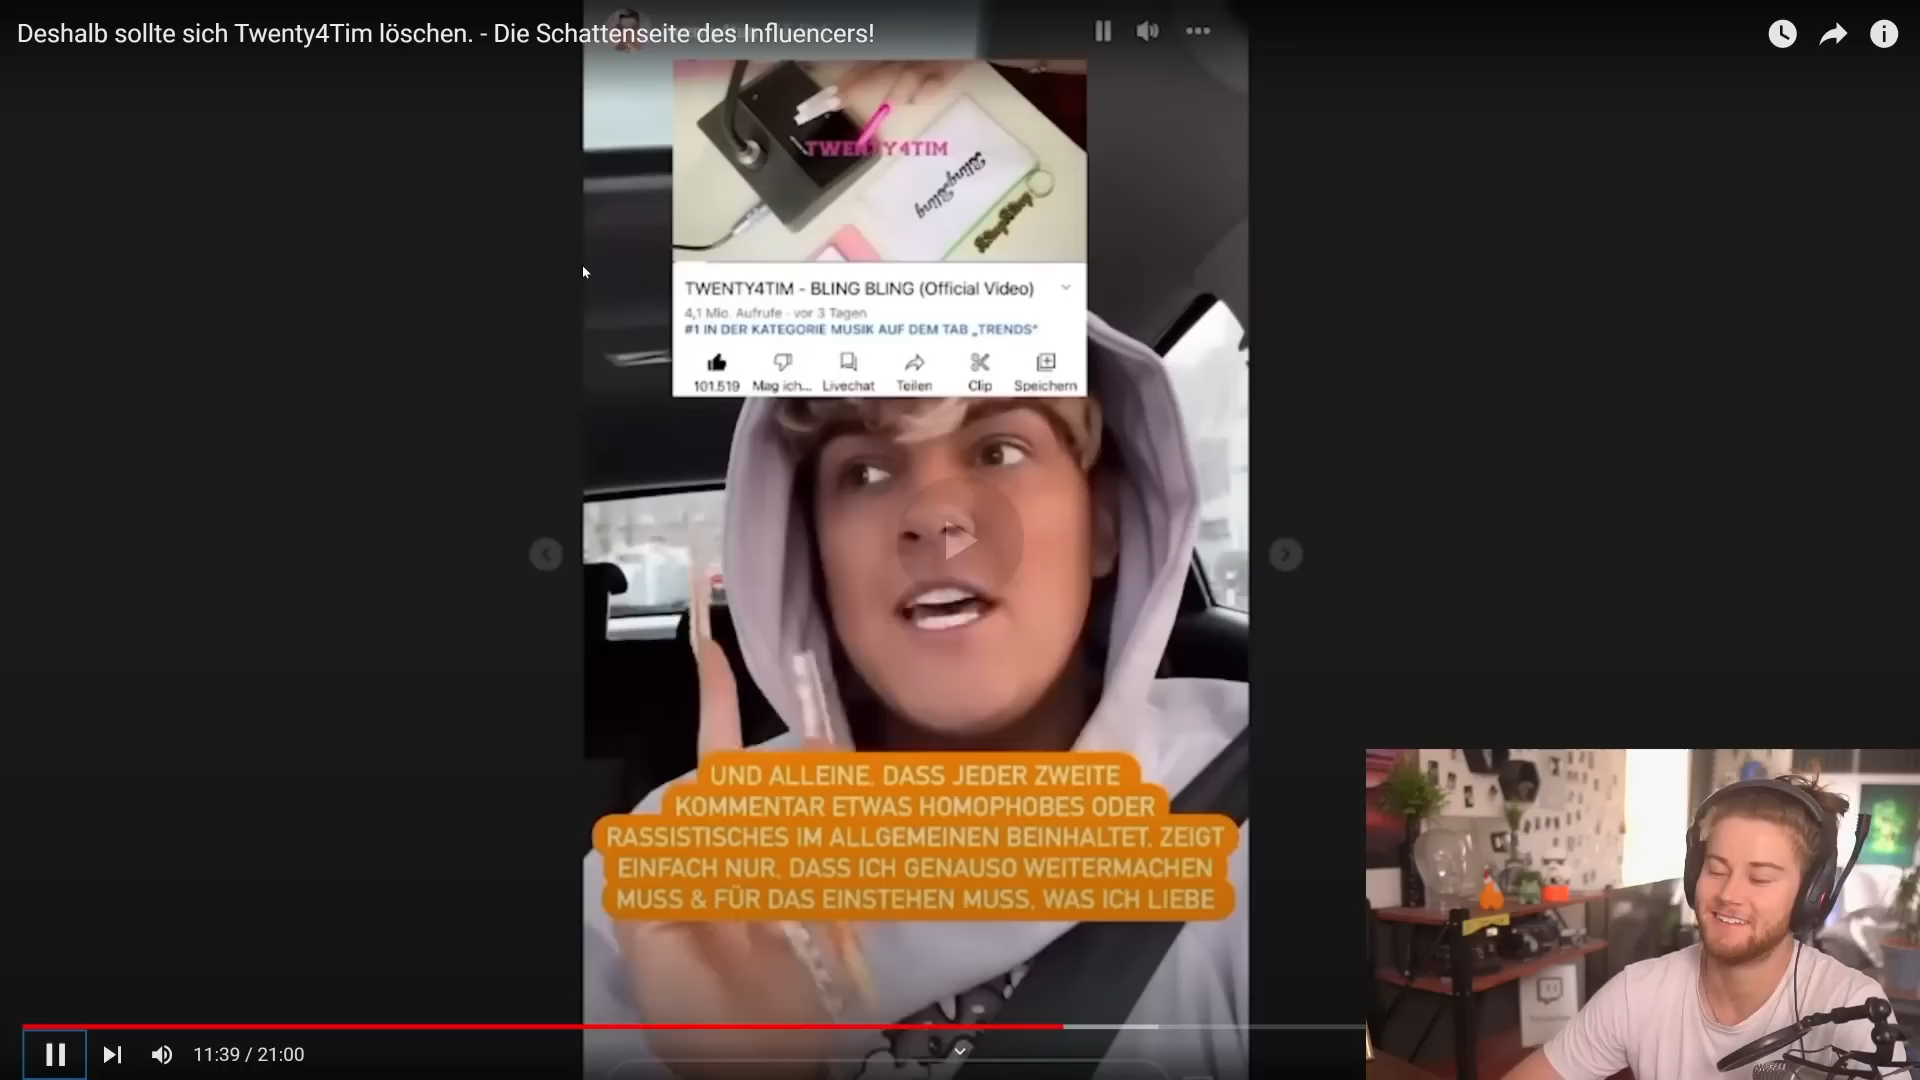 Deshalb sollte sich Twenty4Tim löschen. - Die Schattenseite des Influencers!
TWENTY4TIM
BlingBling
BlingBling
TWENTY4TIM - BLING BLING (Official Video)
4,1 Mio. Aufrufe · vor 3 Tagen
#1 IN DER KATEGORIE MUSIK AUF DEM TAB „TRENDS“
101.519 Mag ich... Livechat Teilen Clip Speichern
UND ALLEINE, DASS JEDER ZWEITE
KOMMENTAR ETWAS HOMOPHOBES ODER
RASSISTISCHES IM ALLGEMEINEN BEINHALTET, ZEIGT
EINFACH NUR, DASS ICH GENAUSO WEITERMACHEN
MUSS & FÜR DAS EINSTEHEN MUSS, WAS ICH LIEBE
11:39 / 21:00